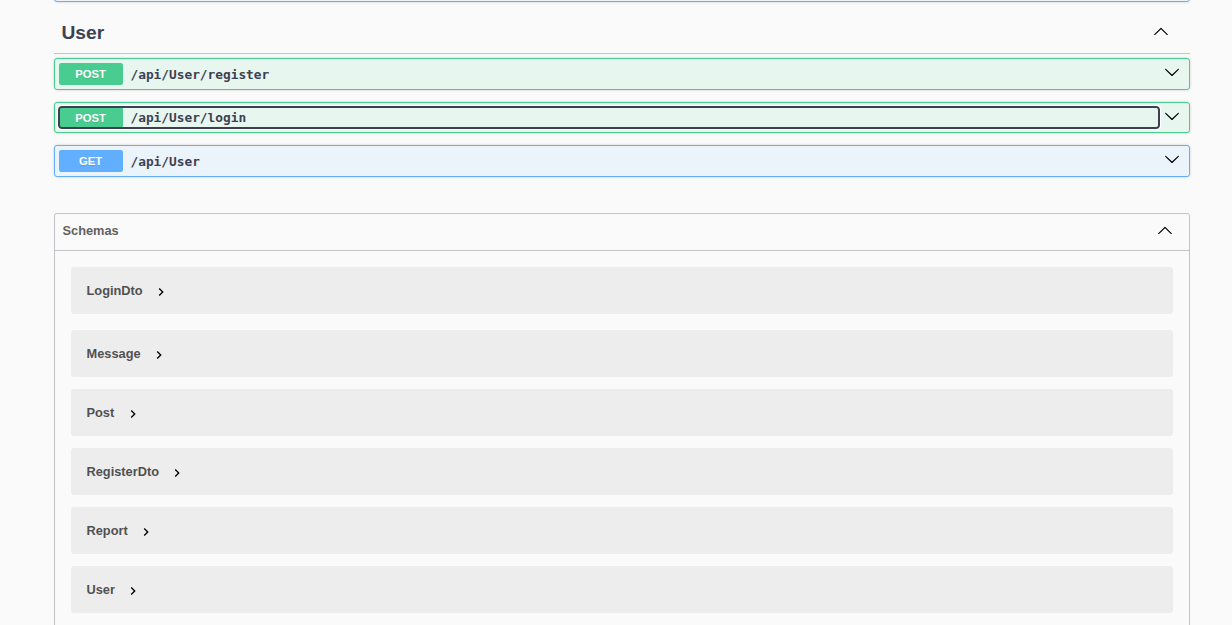 User
POST /api/User/register
POST /api/User/login
GET /api/User
Schemas
LoginDto
Message
Post
RegisterDto
Report
User